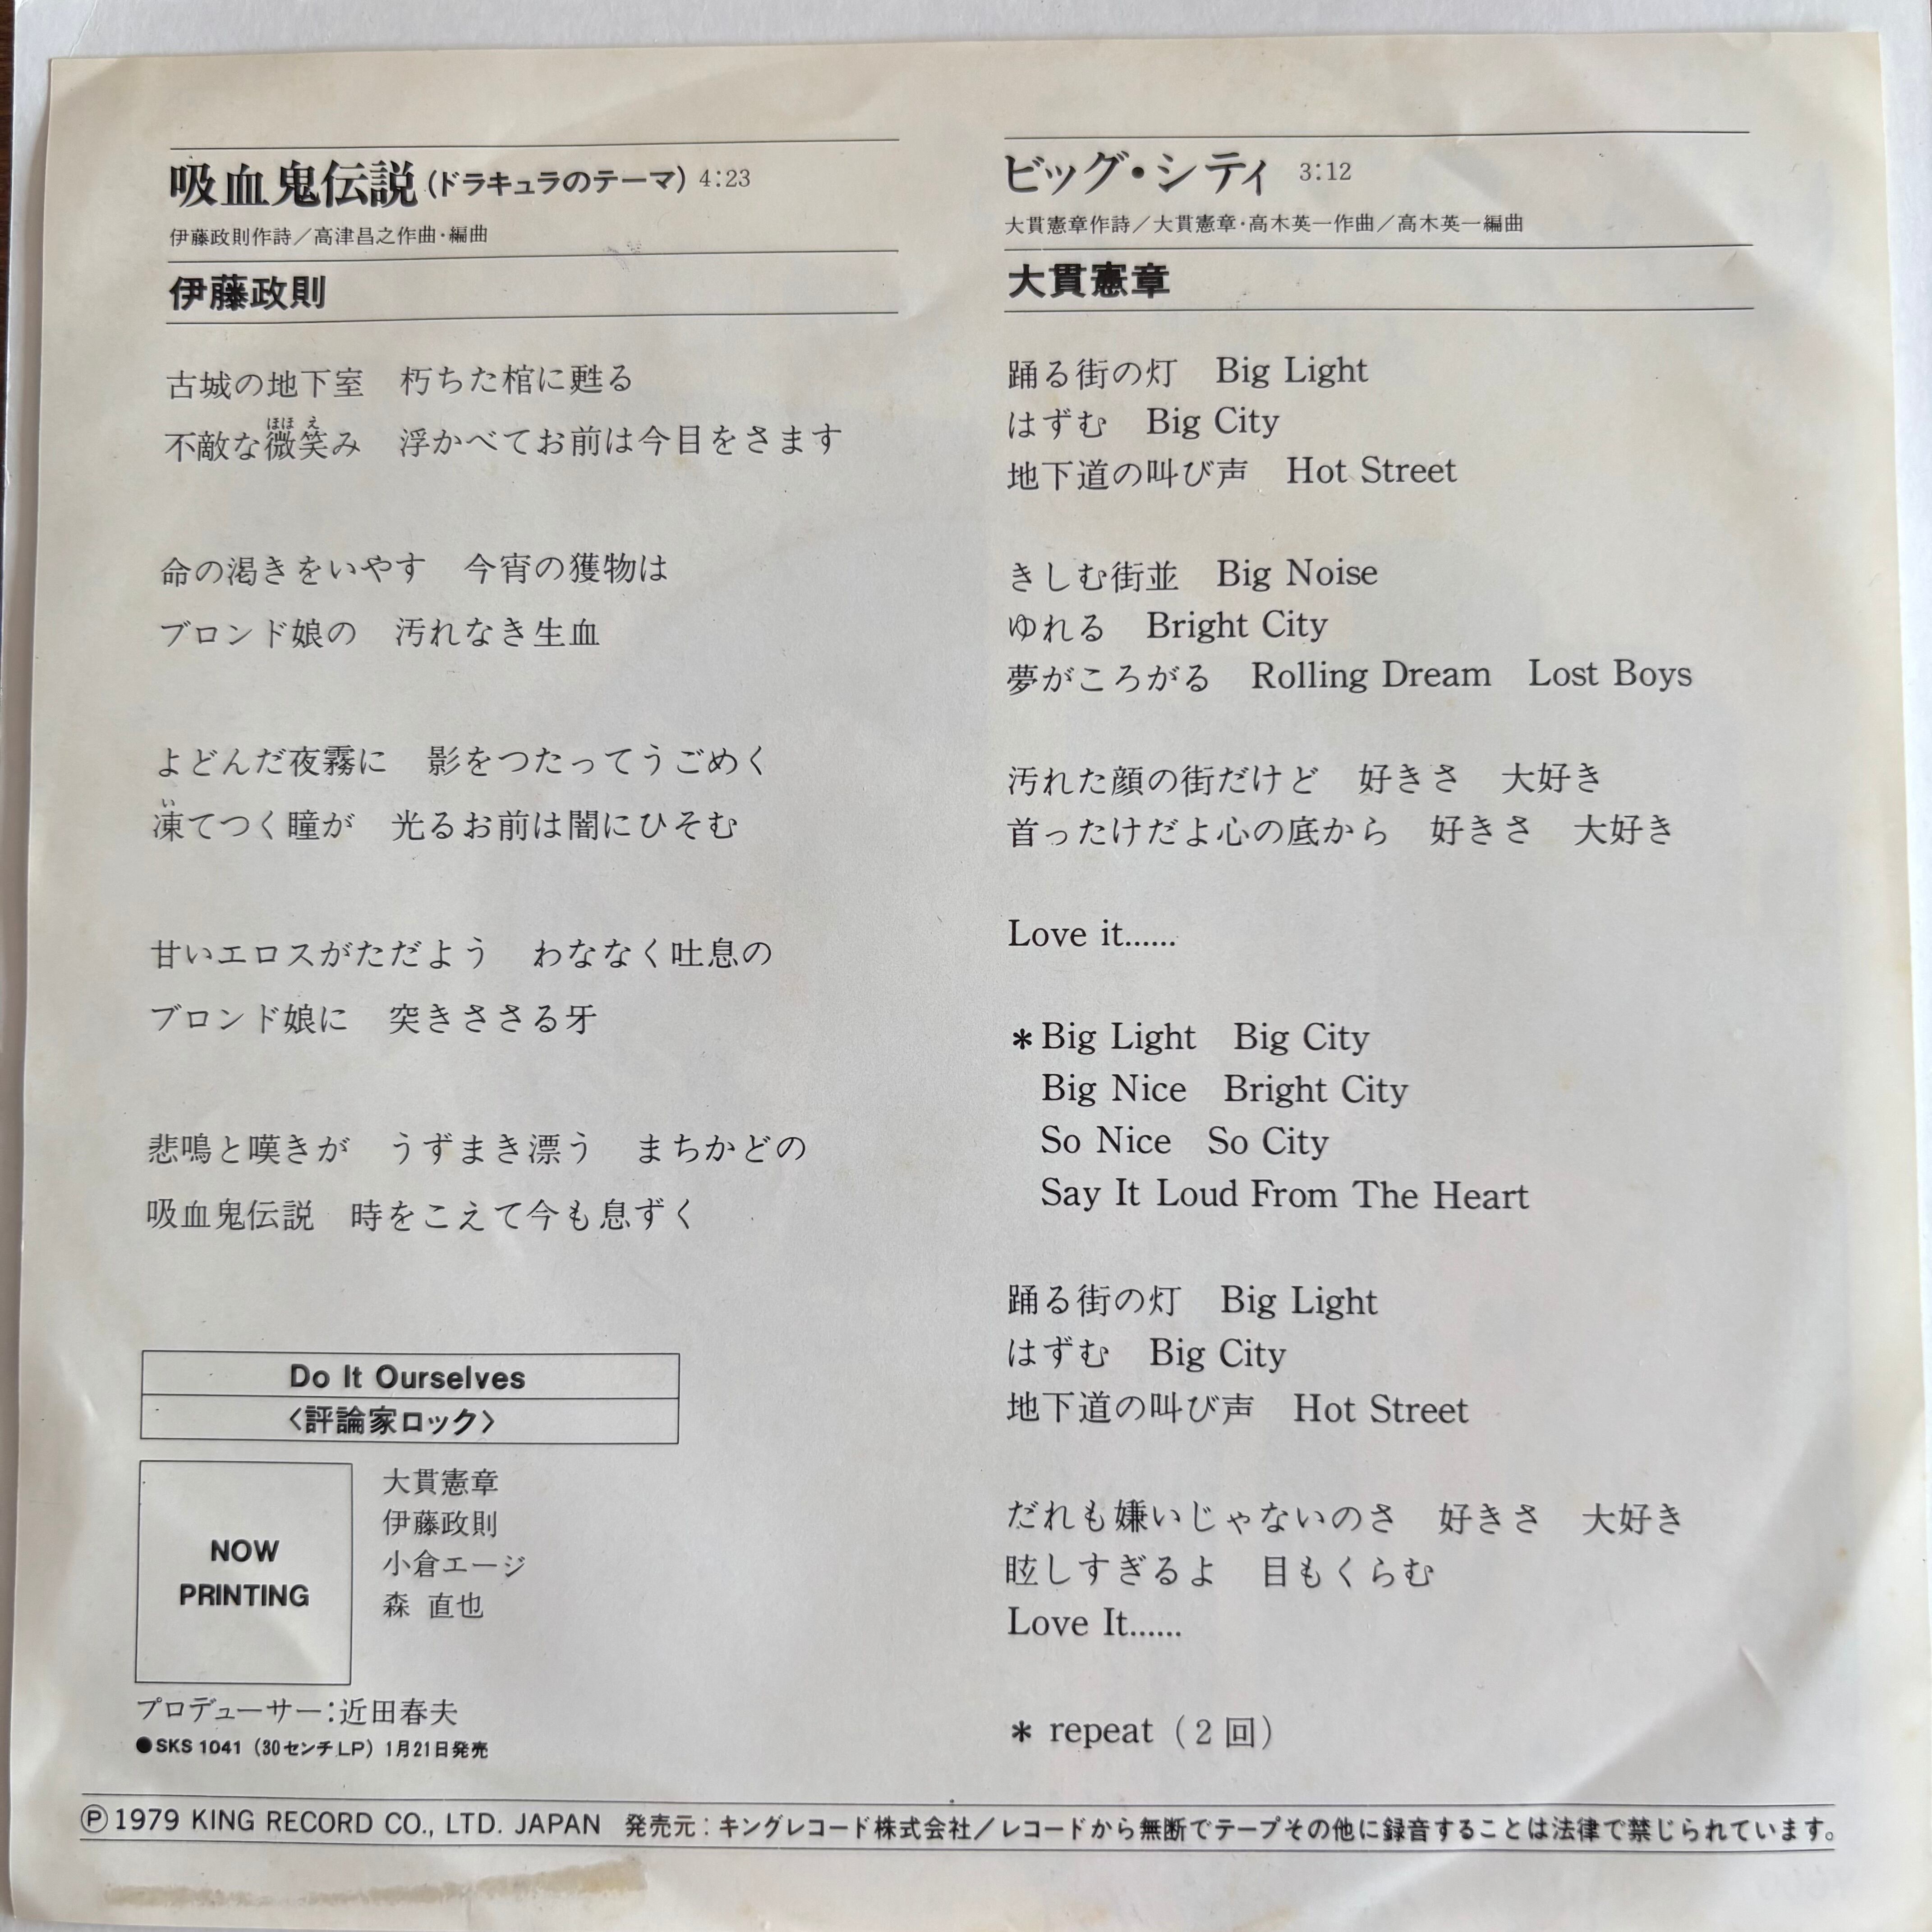 吸血鬼伝説(ドラキュラのテーマ) 4:23
伊藤政則作詩／高津昌之作曲・編曲
伊藤政則
古城の地下室　朽ちた棺に甦る
ほほ え
不敵な微笑み　浮かべてお前は今目をさます
命の渇きをいやす　今宵の獲物は
ブロンド娘の　汚れなき生血
よどんだ夜霧に　影をつたってうごめく
い
凍てつく瞳が　光るお前は闇にひそむ
甘いエロスがただよう　わななく吐息の
ブロンド娘に　突きささる牙
悲鳴と嘆きが　うずまき漂う　まちかどの
吸血鬼伝説　時をこえて今も息ずく
Do It Ourselves
〈評論家ロック〉
NOW
PRINTING
大貫憲章
伊藤政則
小倉エージ
森 直也
プロデューサー：近田春夫
●SKS 1041（30センチLP）1月21日発売
ビッグ・シティ 3:12
大貫憲章作詩／大貫憲章・高木英一作曲／高木英一編曲
大貫憲章
踊る街の灯　Big Light
はずむ　Big City
地下道の叫び声　Hot Street
きしむ街並　Big Noise
ゆれる　Bright City
夢がころがる　Rolling Dream　Lost Boys
汚れた顔の街だけど　好きさ　大好き
首ったけだよ心の底から　好きさ　大好き
Love it......
＊Big Light　Big City
Big Nice　Bright City
So Nice　So City
Say It Loud From The Heart
踊る街の灯　Big Light
はずむ　Big City
地下道の叫び声　Hot Street
だれも嫌いじゃないのさ　好きさ　大好き
眩しすぎるよ　目もくらむ
Love It......
＊ repeat（2回）
Ⓟ1979 KING RECORD CO., LTD. JAPAN 発売元：キングレコード株式会社／レコードから無断でテープその他に録音することは法律で禁じられています。